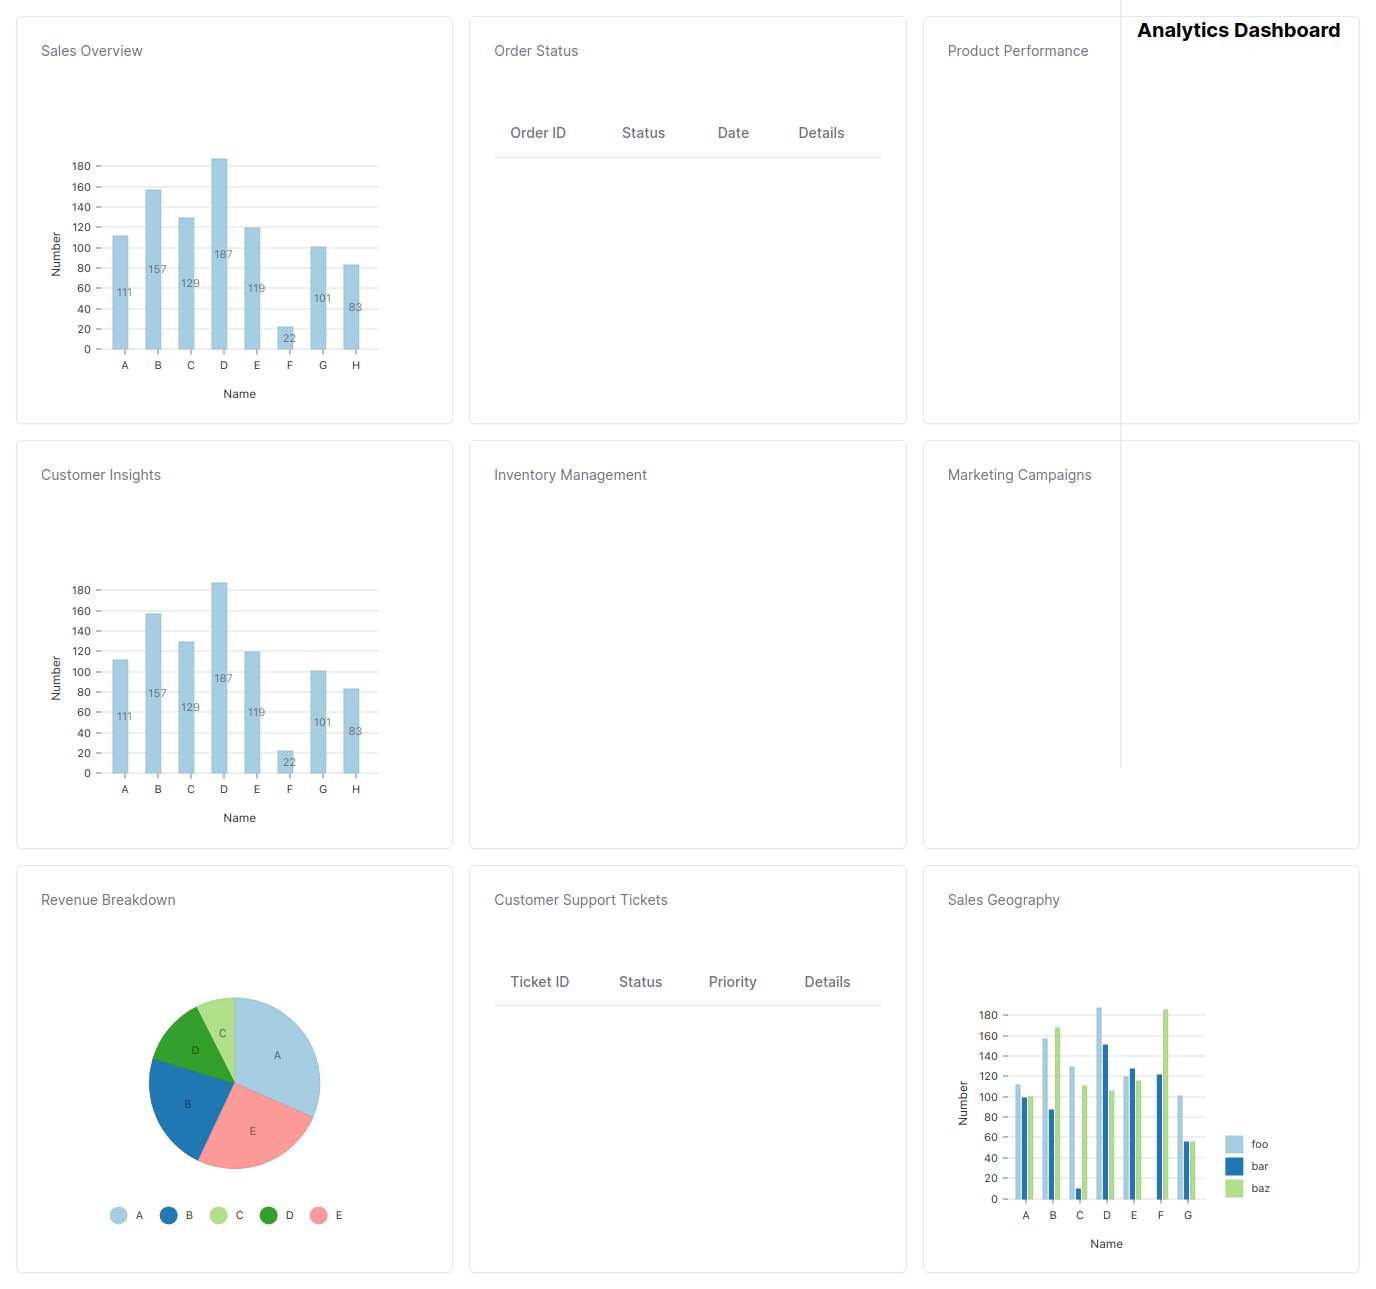 Analytics Dashboard
Sales Overview
180
160
140
120
100
80
60
40
20
0
Number
111
157
129
187
119
22
101
83
A B C D E F G H
Name
Order Status
Order ID Status Date Details
Product Performance
Customer Insights
180
160
140
120
100
80
60
40
20
0
Number
111
157
129
187
119
22
101
83
A B C D E F G H
Name
Inventory Management
Marketing Campaigns
Revenue Breakdown
C
A
D
B
E
A B C D E
Customer Support Tickets
Ticket ID Status Priority Details
Sales Geography
180
160
140
120
100
80
60
40
20
0
Number
A B C D E F G
Name
foo
bar
baz